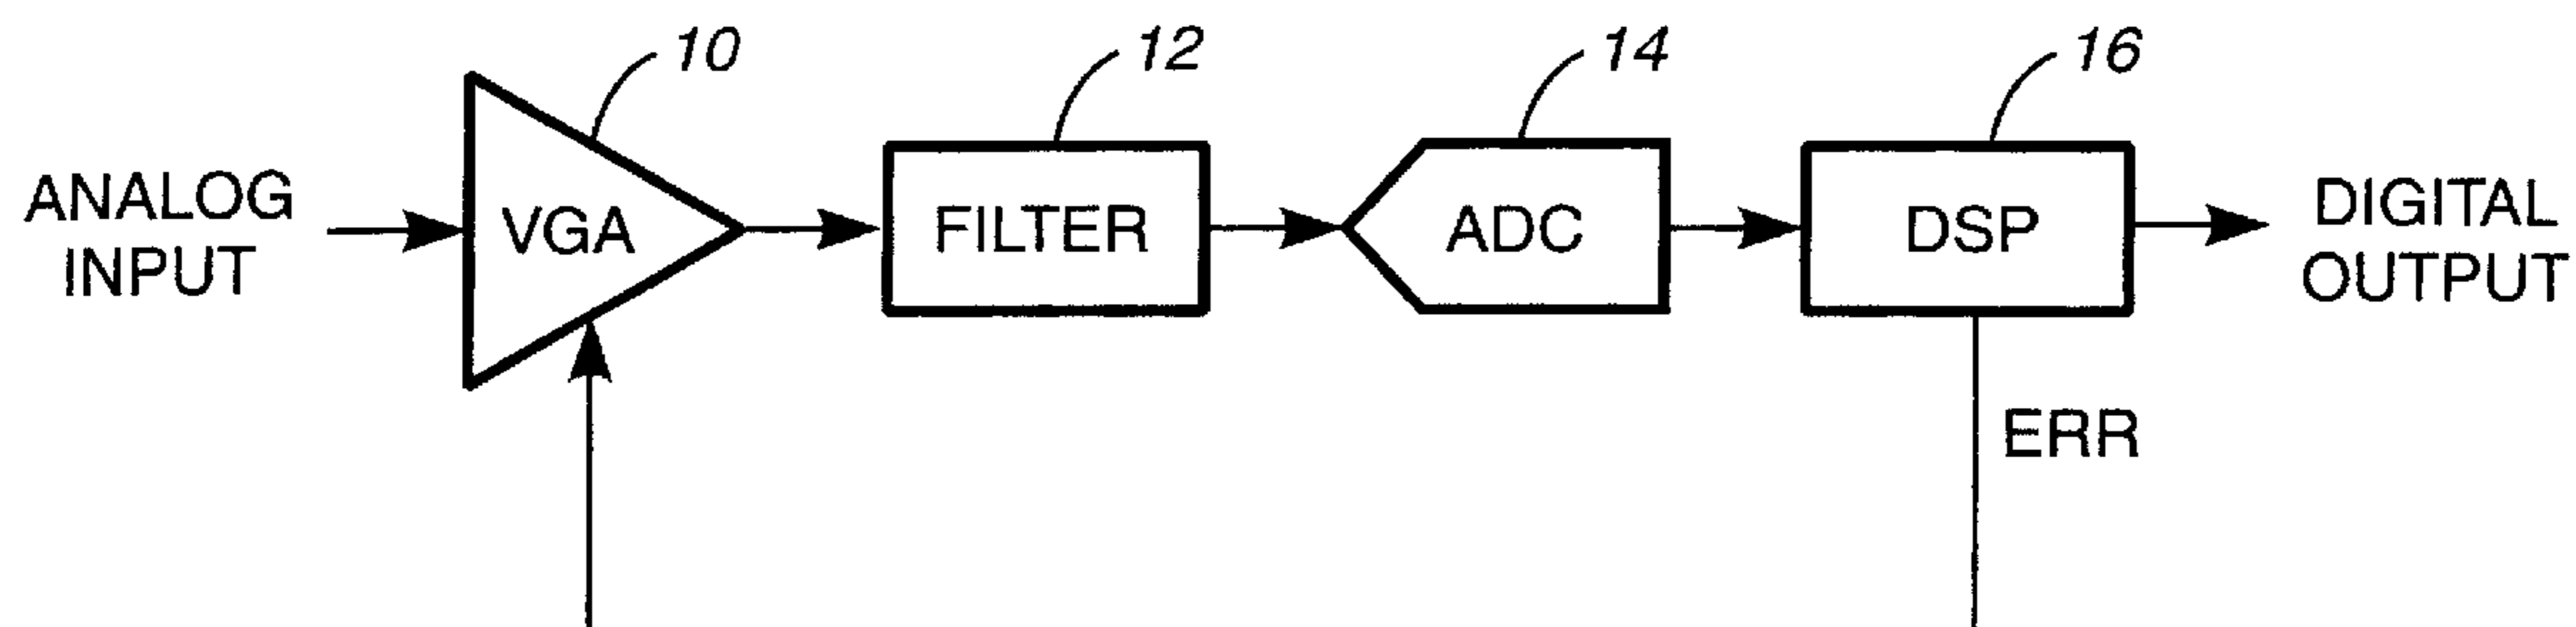 10
12
14
16
ANALOG
INPUT
VGA
FILTER
ADC
DSP
DIGITAL
OUTPUT
ERR